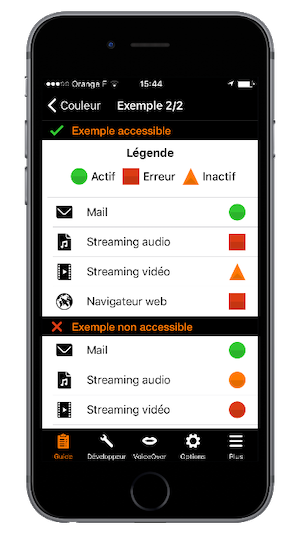 Orange F 15:44
Couleur Exemple 2/2
Exemple accessible
Légende
Actif Erreur Inactif
Mail
Streaming audio
Streaming vidéo
Navigateur web
Exemple non accessible
Mail
Streaming audio
Streaming vidéo
Guide Développeur VoiceOver Options Plus